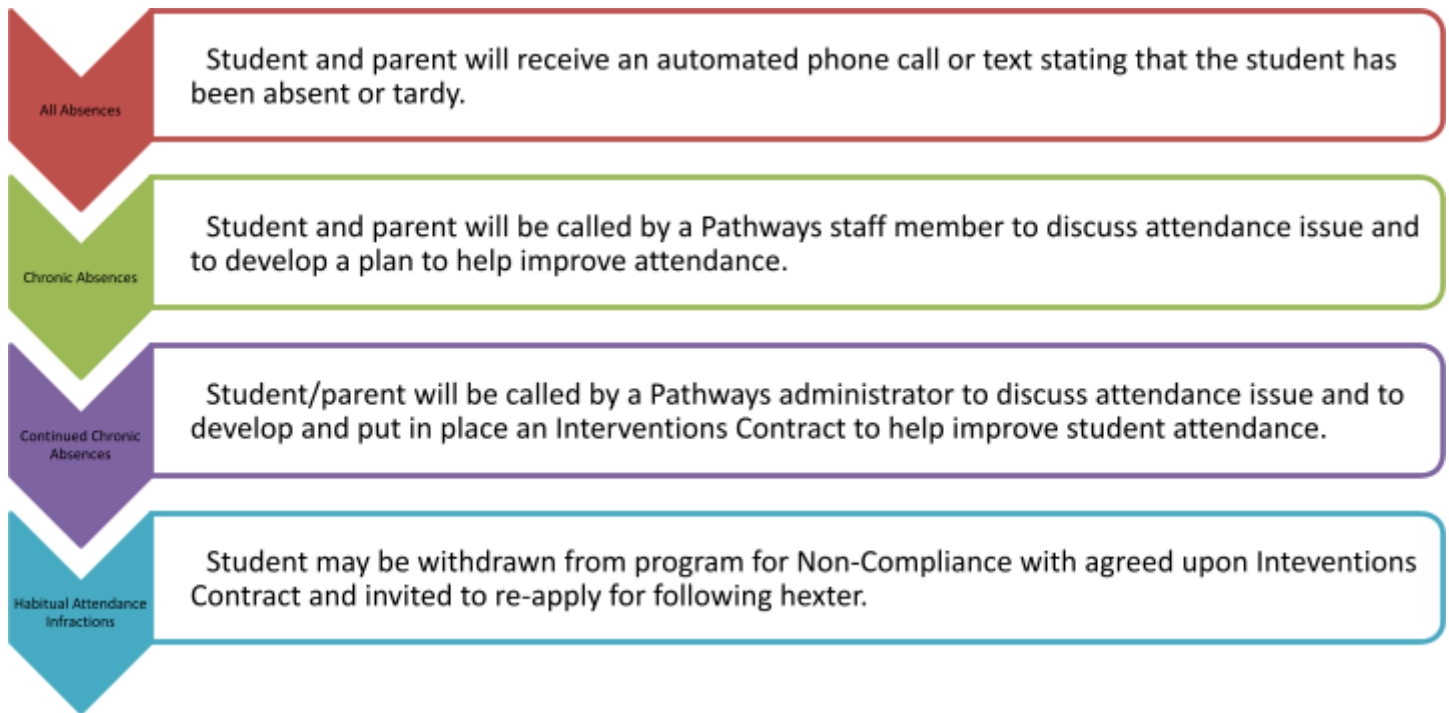 All Absences
Student and parent will receive an automated phone call or text stating that the student has
been absent or tardy.
Chronic Absences
Student and parent will be called by a Pathways staff member to discuss attendance issue and
to develop a plan to help improve attendance.
Continued Chronic
Absences
Student/parent will be called by a Pathways administrator to discuss attendance issue and to
develop and put in place an Interventions Contract to help improve student attendance.
Habitual Attendance
Infractions
Student may be withdrawn from program for Non-Compliance with agreed upon Inteventions
Contract and invited to re-apply for following hexter.